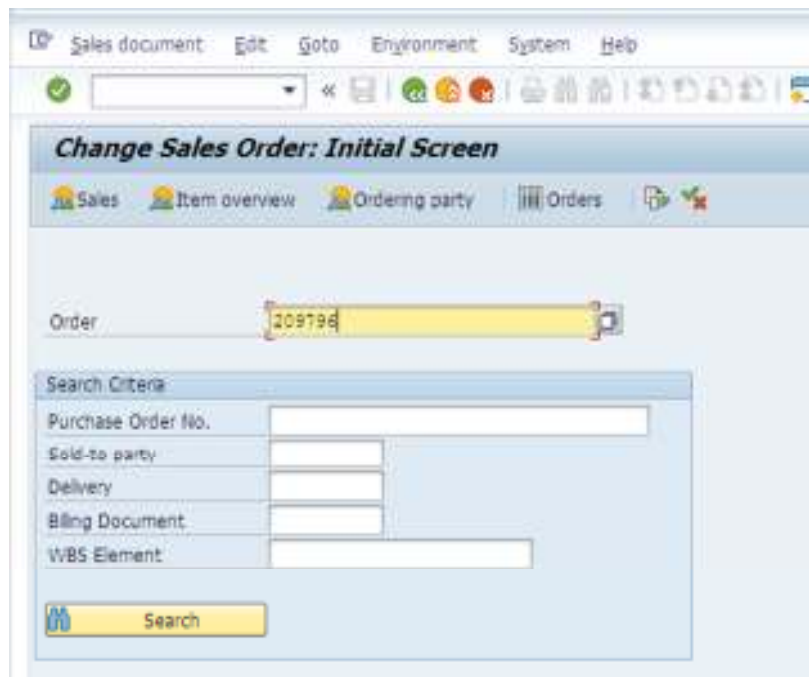 Sales document Edit Goto Environment System Help
Change Sales Order: Initial Screen
Sales Item overview Ordering party Orders
Order 209796
Search Criteria
Purchase Order No.
Sold-to party
Delivery
Billing Document
WBS Element
Search